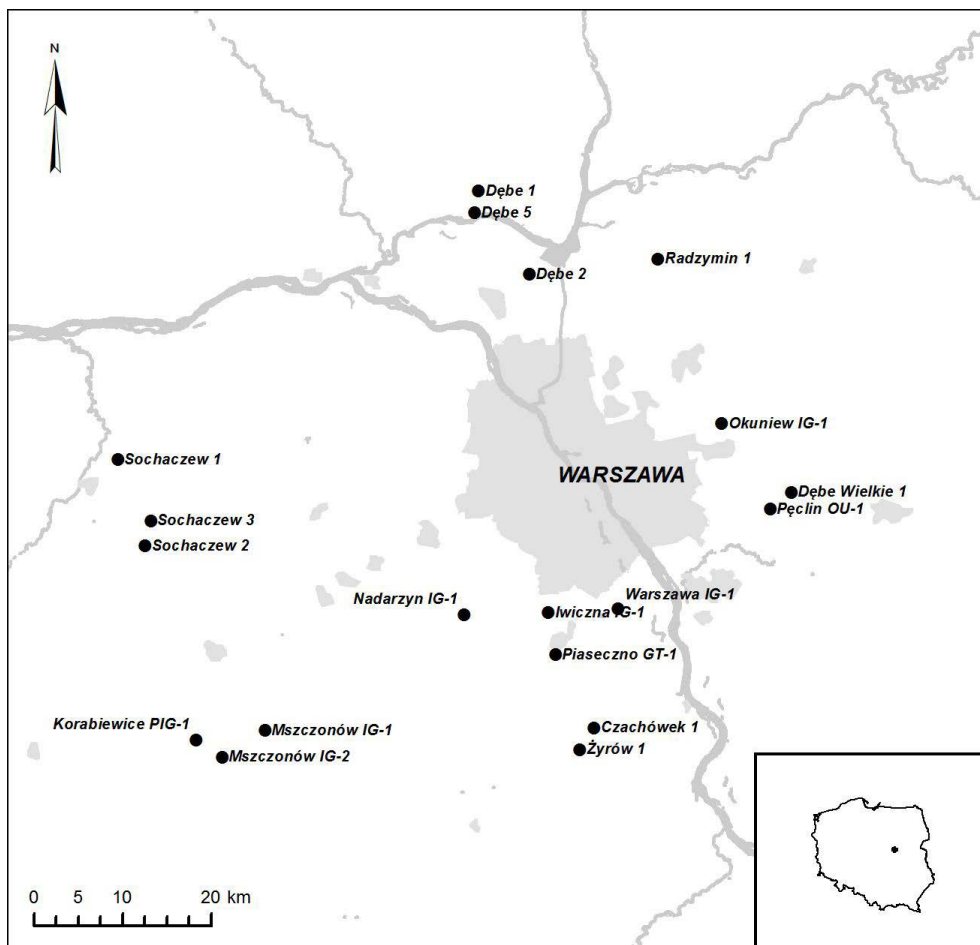 N
Dębe 1
Dębe 5
Radzymin 1
Dębe 2
Okuniew IG-1
Sochaczew 1
WARSZAWA
Dębe Wielkie 1
Pęclin OU-1
Sochaczew 3
Sochaczew 2
Nadarzyn IG-1
Warszawa IG-1
Iwiczna IG-1
Piaseczno GT-1
Korabiewice PIG-1
Mszczonów IG-1
Czachówek 1
Mszczonów IG-2
Żyrów 1
0 5 10 20 km